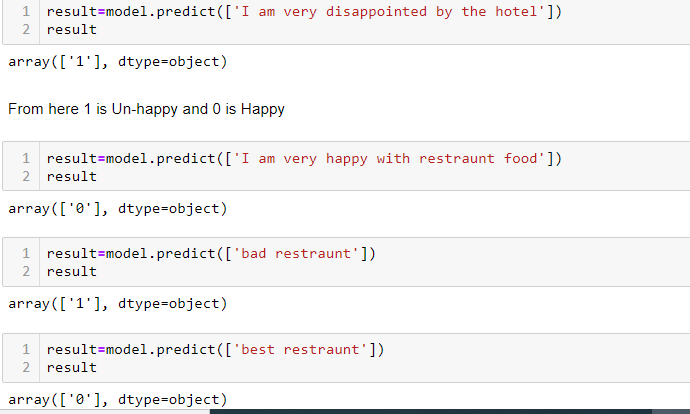 1 result=model.predict(['I am very disappointed by the hotel'])
2 result
array(['1'], dtype=object)
From here 1 is Un-happy and 0 is Happy
1 result=model.predict(['I am very happy with restraunt food'])
2 result
array(['0'], dtype=object)
1 result=model.predict(['bad restraunt'])
2 result
array(['1'], dtype=object)
1 result=model.predict(['best restraunt'])
2 result
array(['0'], dtype=object)